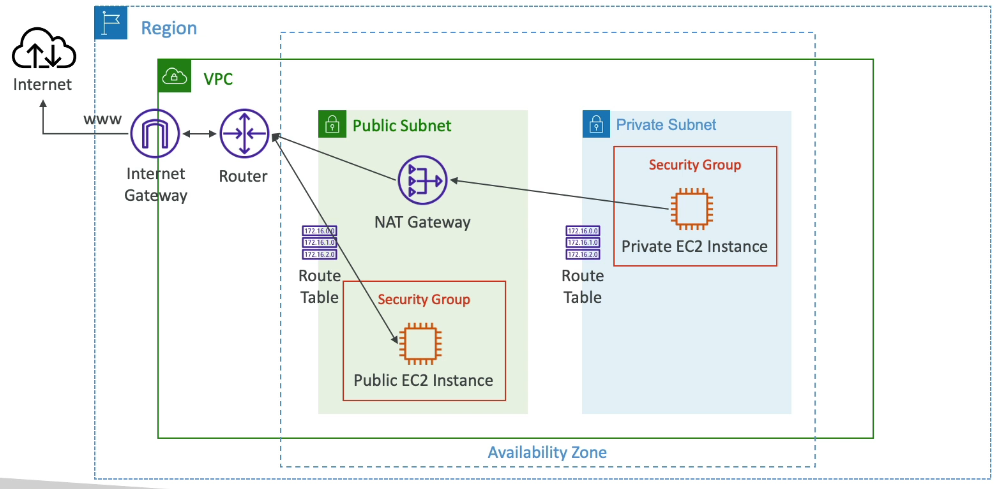 Region
Internet
VPC
www
Public Subnet
Private Subnet
Security Group
Internet
Gateway
Router
NAT Gateway
Private EC2 Instance
172.16.0.0
172.16.1.0
172.16.2.0
Route
Table
172.16.0.0
172.16.1.0
172.16.2.0
Route
Table
Security Group
Public EC2 Instance
Availability Zone